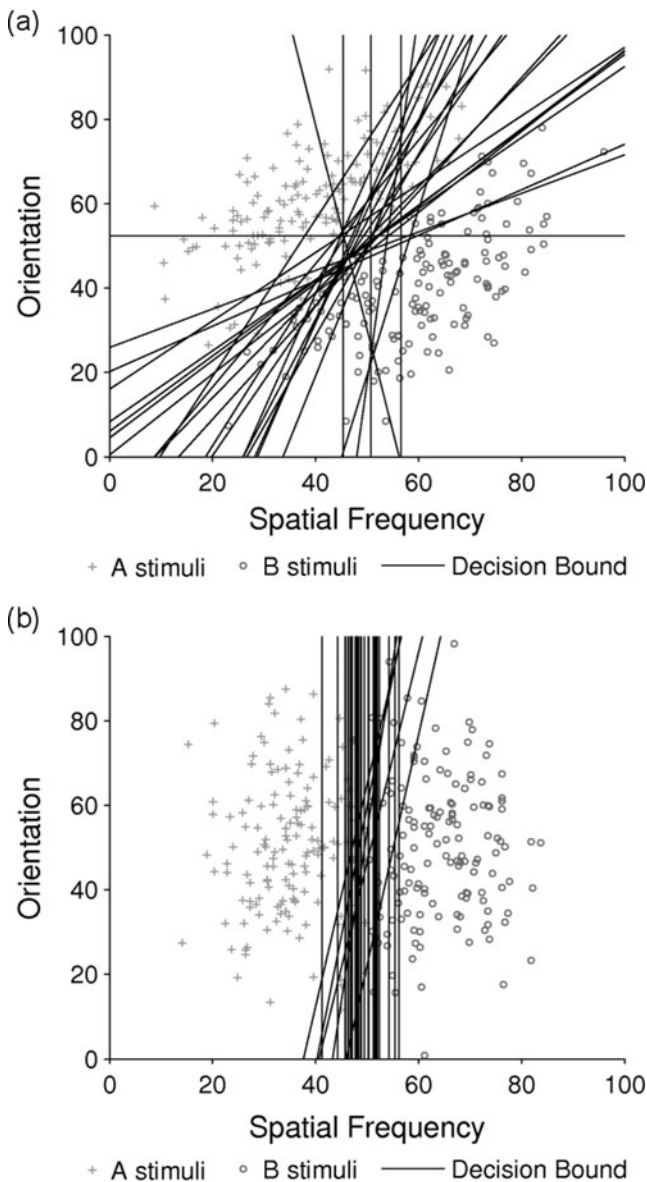 (a)
100
80
60
40
20
0
Orientation
0 20 40 60 80 100
Spatial Frequency
+ A stimuli ○ B stimuli — Decision Bound
(b)
100
80
60
40
20
0
Orientation
0 20 40 60 80 100
Spatial Frequency
+ A stimuli ○ B stimuli — Decision Bound